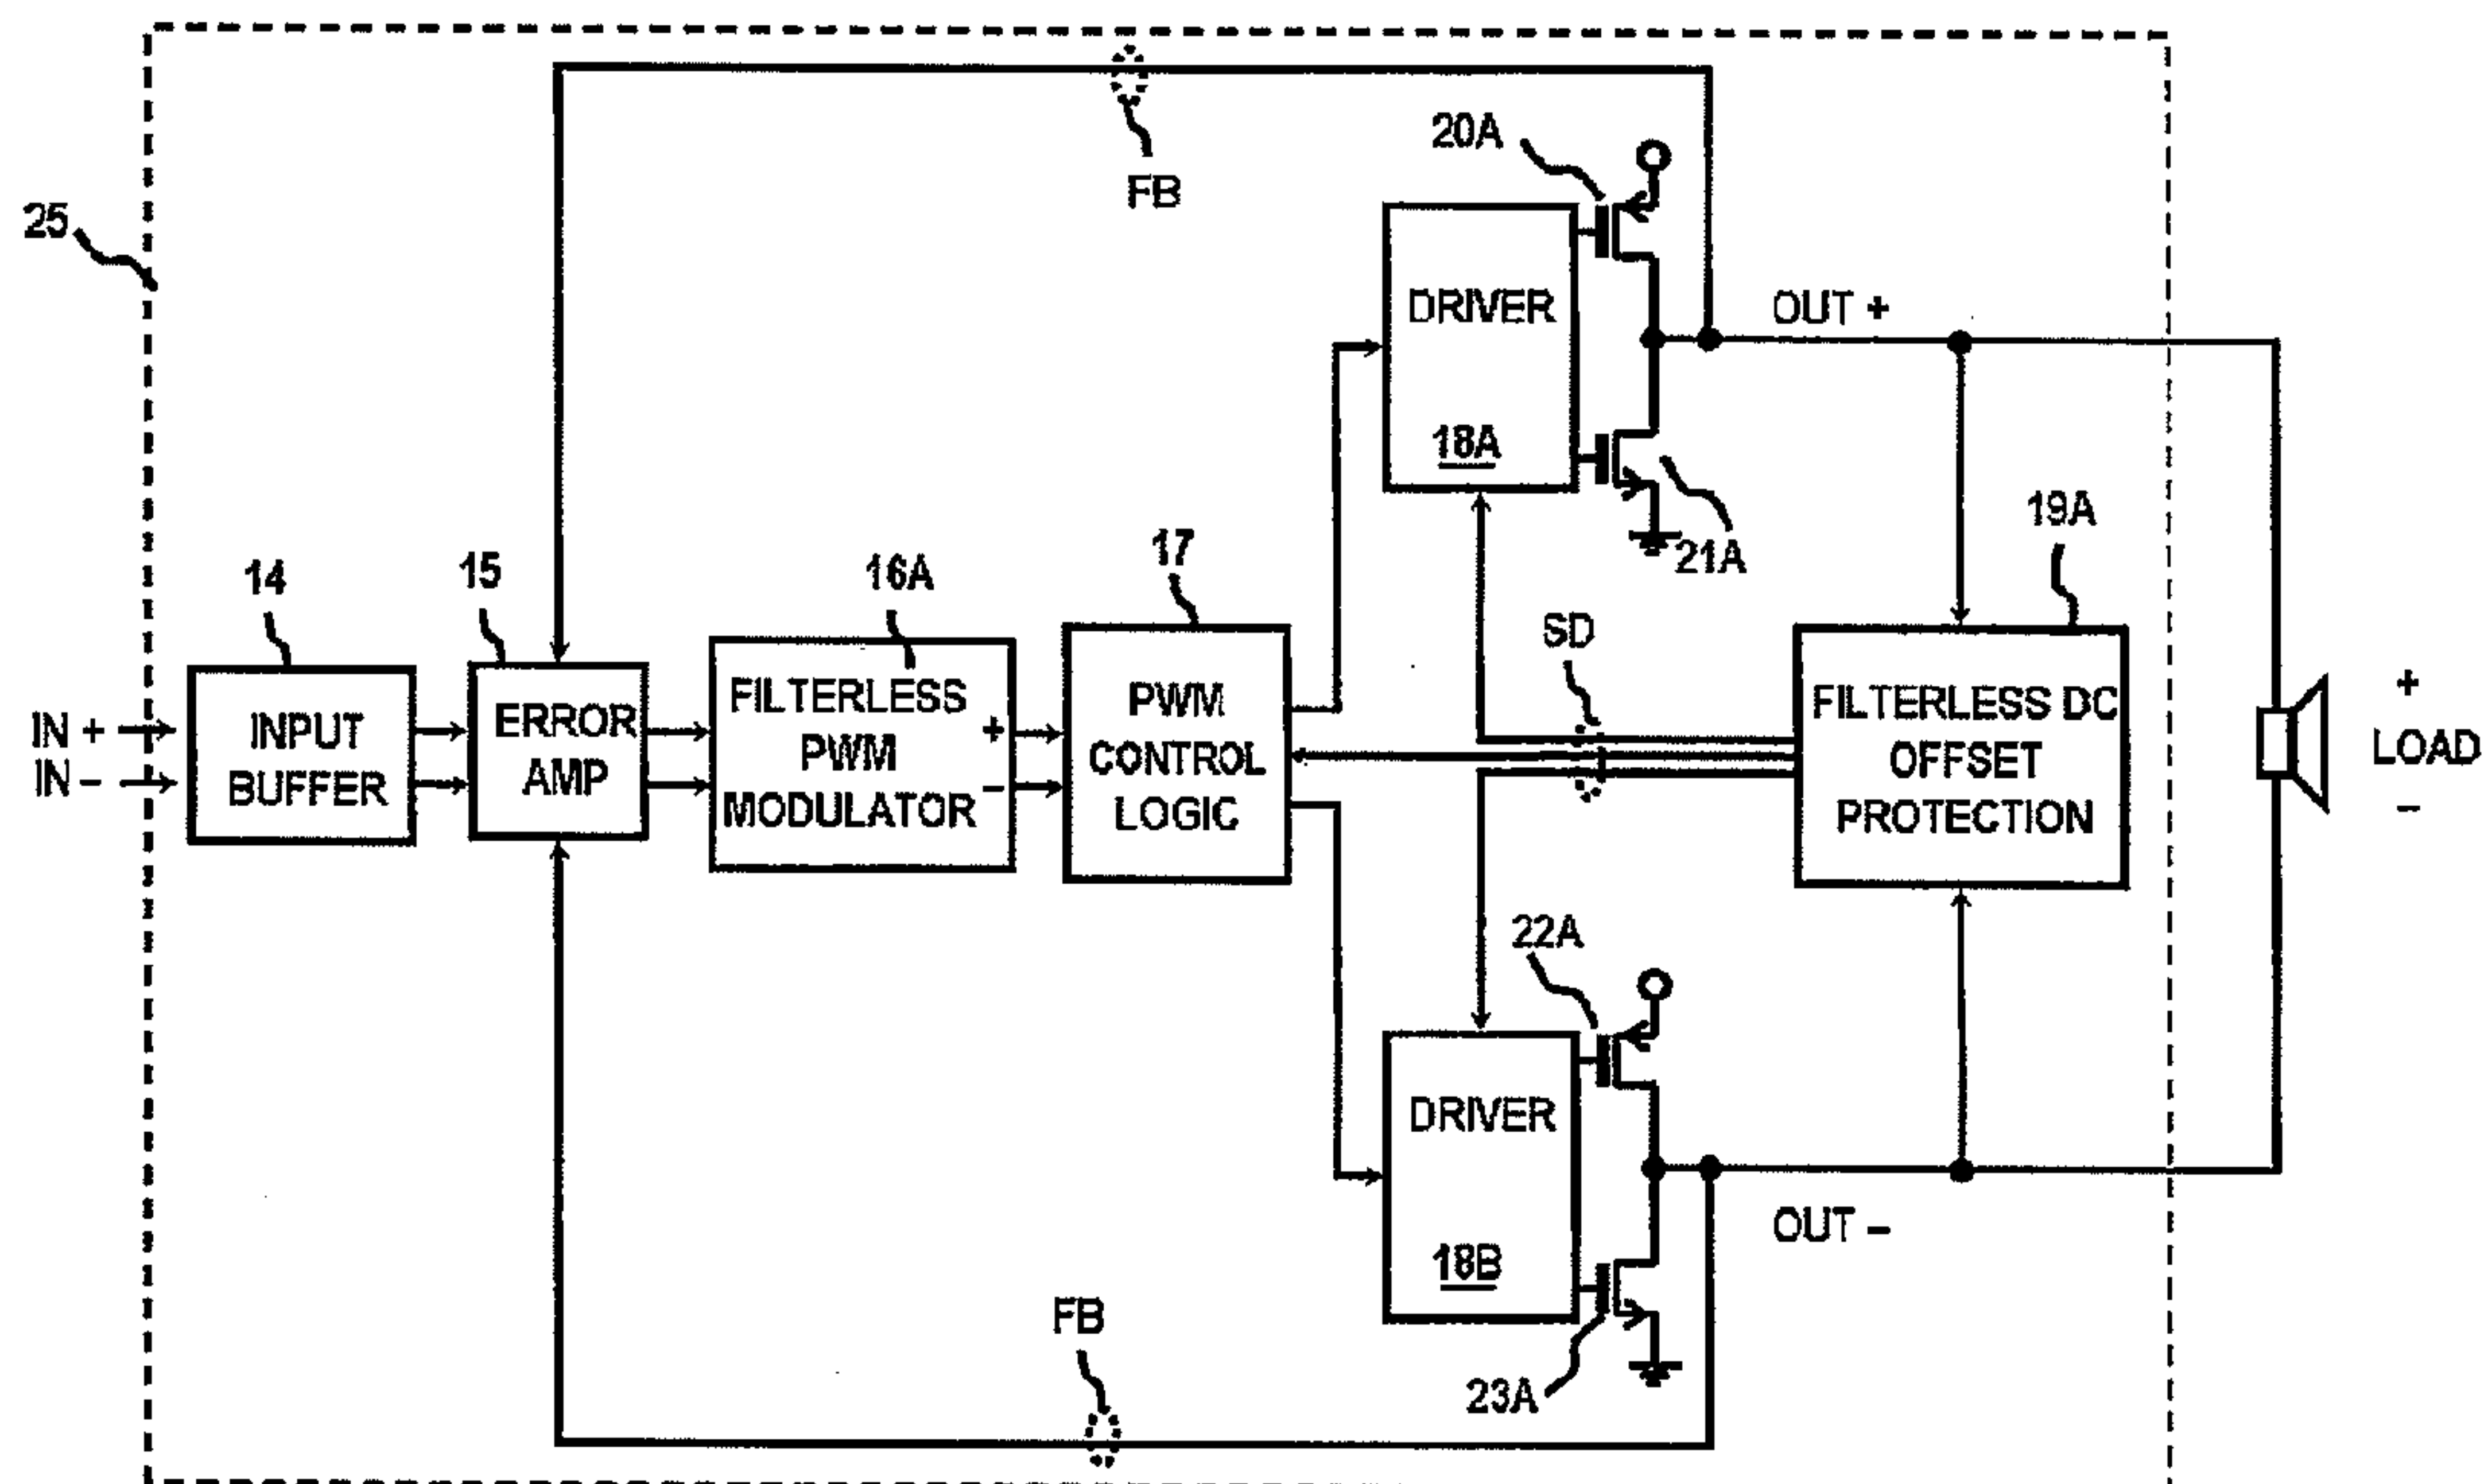 FB
20A
25
DRIVER
18A
OUT +
21A
14
15
16A
17
SD
19A
IN +
IN -
INPUT
BUFFER
ERROR
AMP
FILTERLESS
PWM
MODULATOR
+
-
PWM
CONTROL
LOGIC
FILTERLESS DC
OFFSET
PROTECTION
+
LOAD
-
22A
DRIVER
18B
OUT -
FB
23A